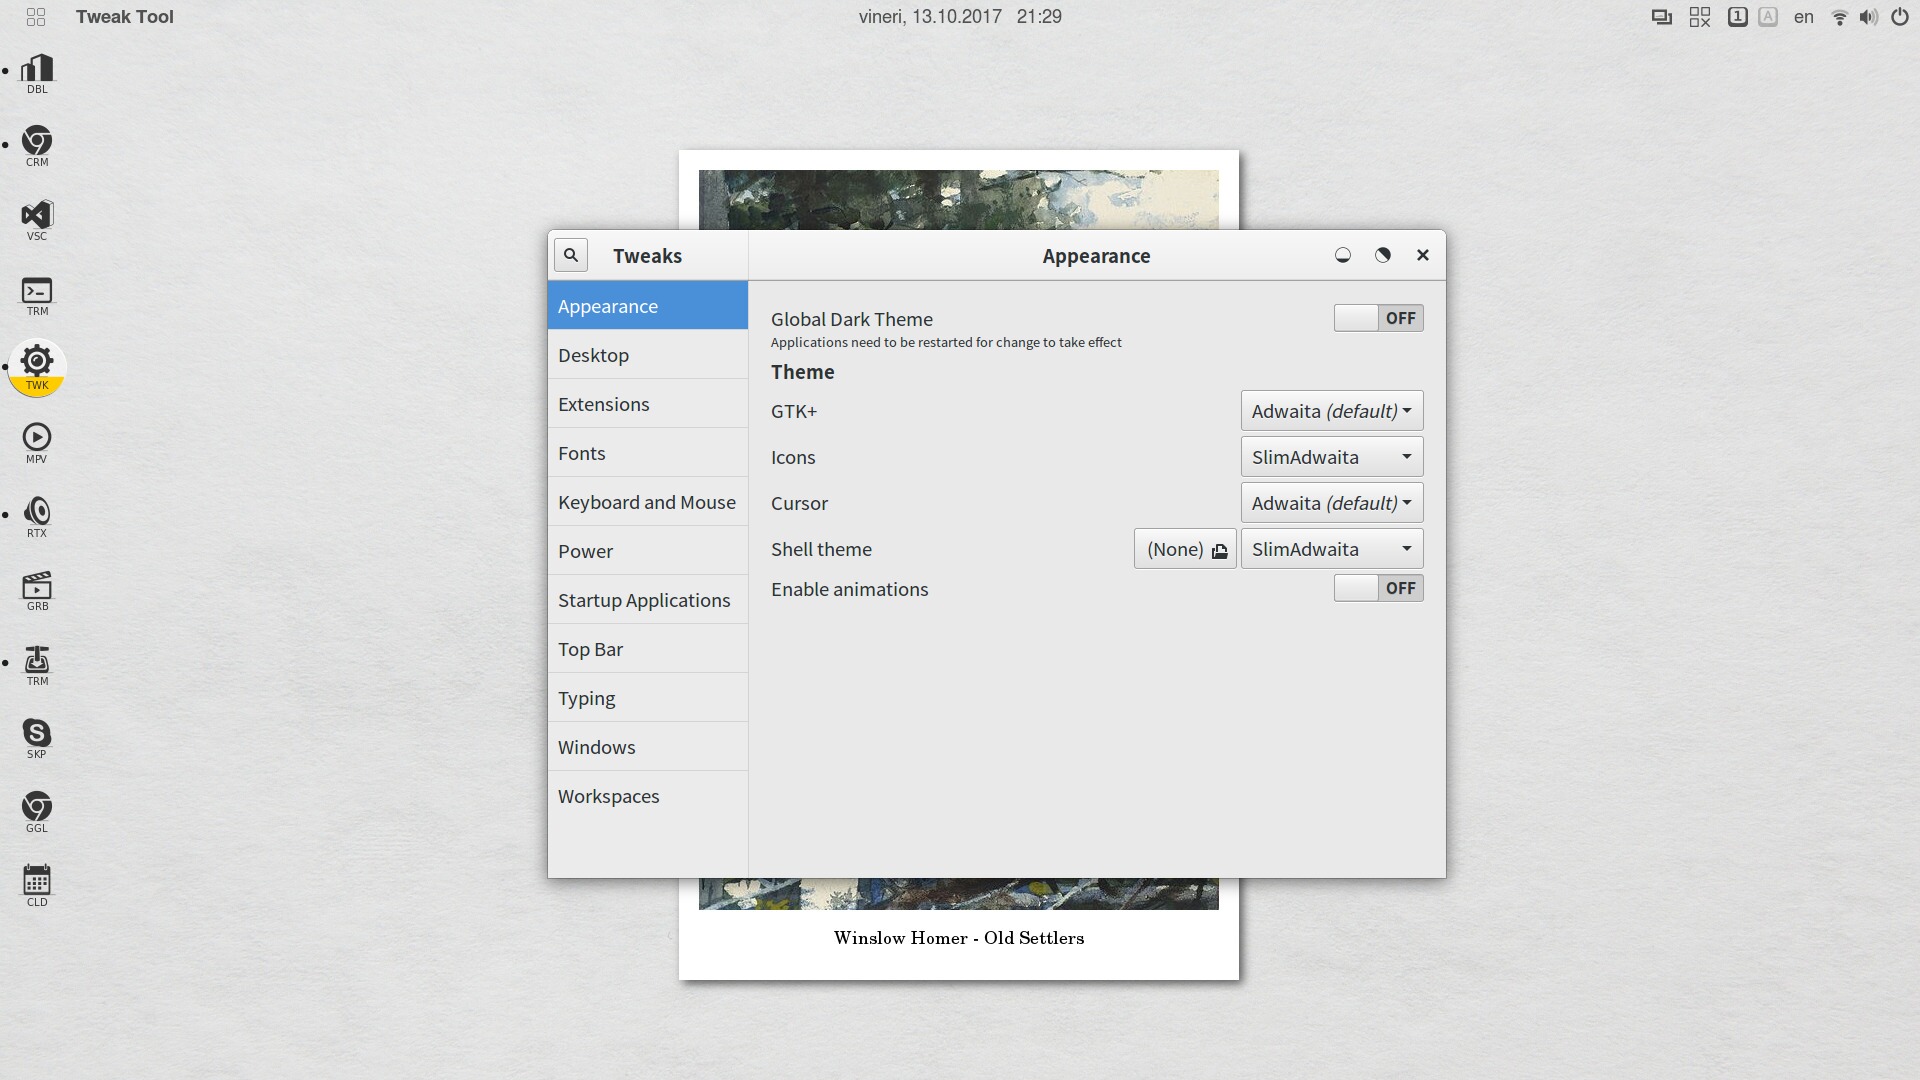 Tweak Tool
vineri, 13.10.2017 21:29
1 A en
DBL
CRM
VSC
TRM
TWK
MPV
RTX
GRB
TRM
SKP
GGL
CLD
Tweaks
Appearance
Appearance
Desktop
Extensions
Fonts
Keyboard and Mouse
Power
Startup Applications
Top Bar
Typing
Windows
Workspaces
Global Dark Theme OFF
Applications need to be restarted for change to take effect
Theme
GTK+ Adwaita (default)
Icons SlimAdwaita
Cursor Adwaita (default)
Shell theme (None) SlimAdwaita
Enable animations OFF
Winslow Homer - Old Settlers